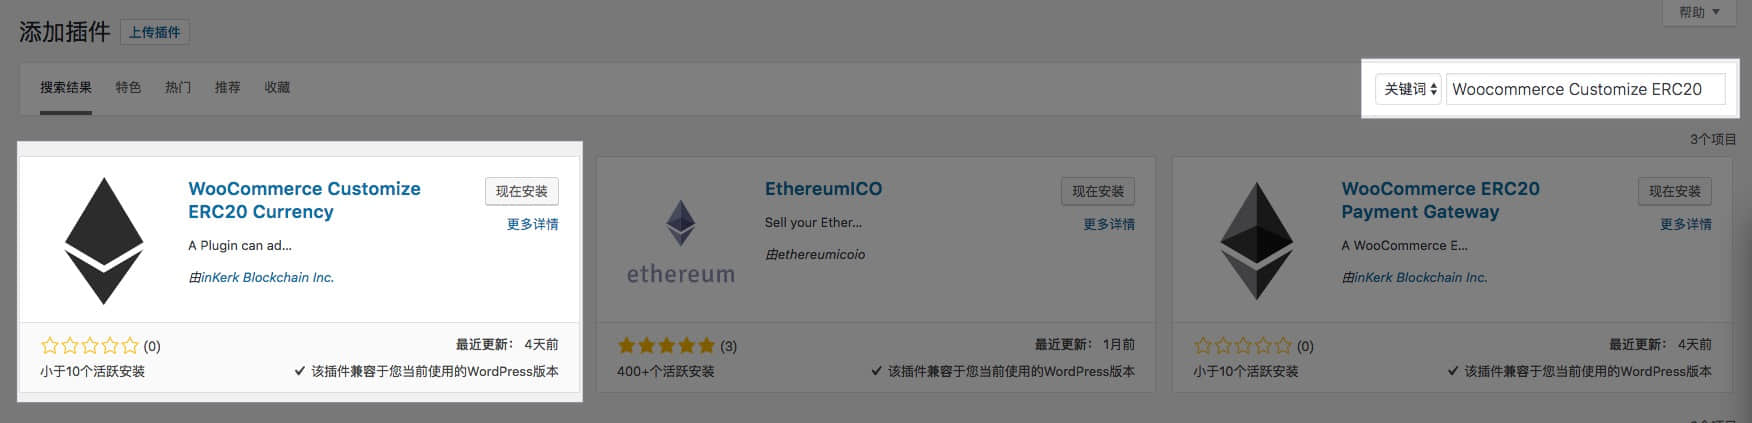 帮助
添加插件 上传插件
搜索结果 特色 热门 推荐 收藏
关键词 Woocommerce Customize ERC20
3个项目
WooCommerce Customize
ERC20 Currency
现在安装
更多详情
A Plugin can ad...
由inKerk Blockchain Inc.
(0)
最近更新： 4天前
小于10个活跃安装
该插件兼容于您当前使用的WordPress版本
ethereum
EthereumICO
现在安装
更多详情
Sell your Ether...
由ethereumicoio
(3)
最近更新： 1月前
400+个活跃安装
该插件兼容于您当前使用的WordPress版本
WooCommerce ERC20
Payment Gateway
现在安装
更多详情
A WooCommerce E...
由inKerk Blockchain Inc.
(0)
最近更新： 4天前
小于10个活跃安装
该插件兼容于您当前使用的WordPress版本